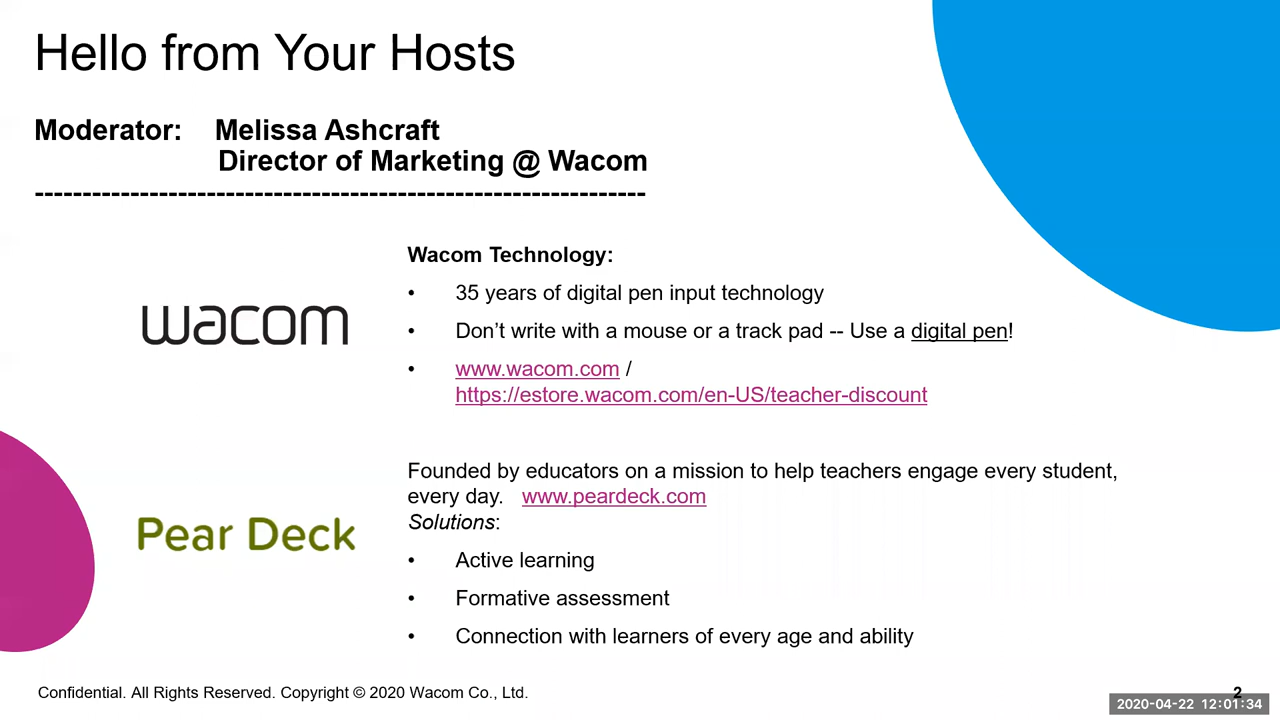 Hello from Your Hosts
Moderator: Melissa Ashcraft
Director of Marketing @ Wacom
----------------------------------------------------------------
Wacom Technology:
• 35 years of digital pen input technology
• Don’t write with a mouse or a track pad -- Use a digital pen!
wacom
• www.wacom.com /
https://estore.wacom.com/en-US/teacher-discount
Founded by educators on a mission to help teachers engage every student,
every day. www.peardeck.com
Solutions:
Pear Deck
• Active learning
• Formative assessment
• Connection with learners of every age and ability
Confidential. All Rights Reserved. Copyright © 2020 Wacom Co., Ltd.
2
2020-04-22 12:01:34